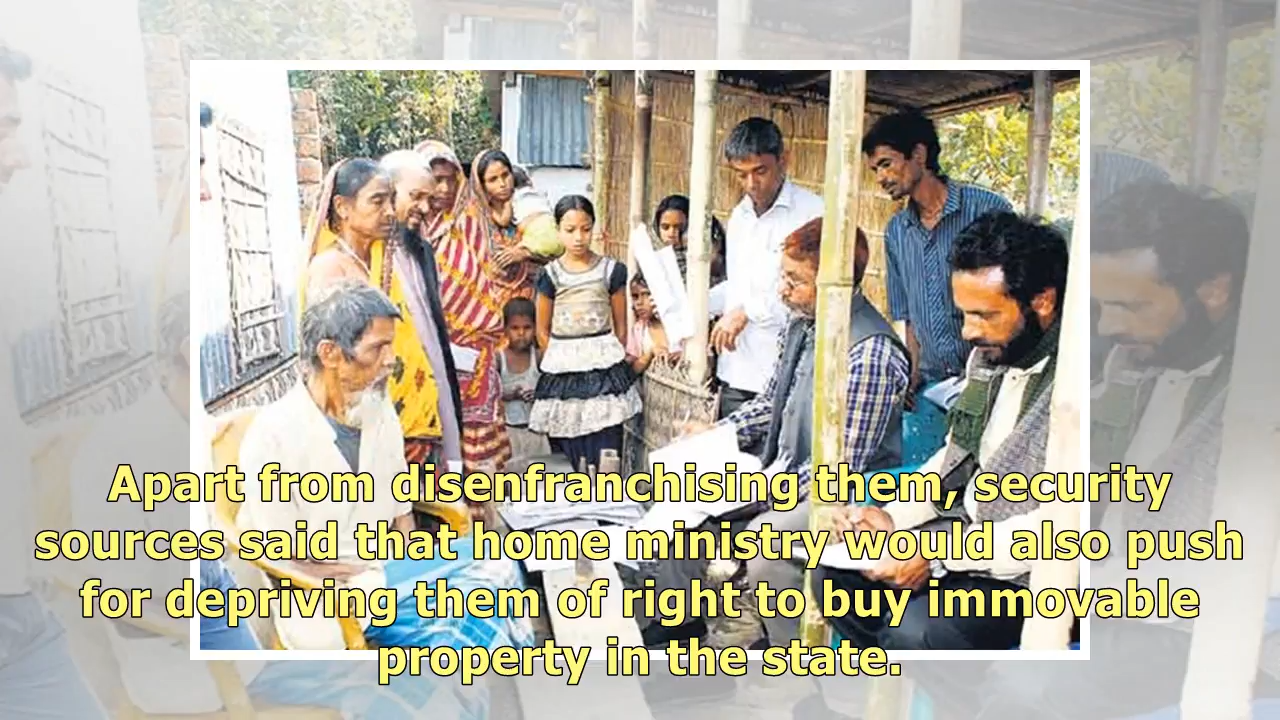 Apart from disenfranchising them, security
sources said that home ministry would also push
for depriving them of right to buy immovable
property in the state.